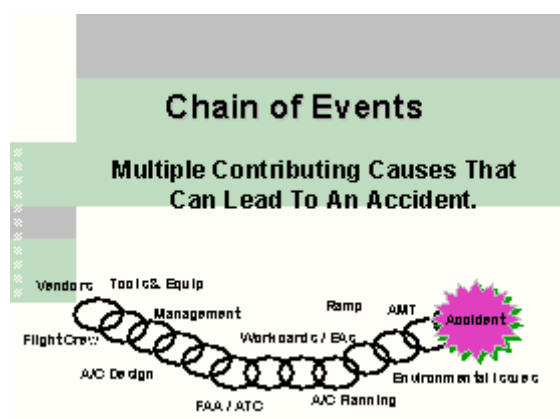 Chain of Events
Multiple Contributing Causes That
Can Lead To An Accident.
Vendors
Tools & Equip
Management
Ramp
AMT
Accident
Flight Crew
Workcards / EAs
A/C Design
Environmental Issues
FAA / ATC
A/C Planning